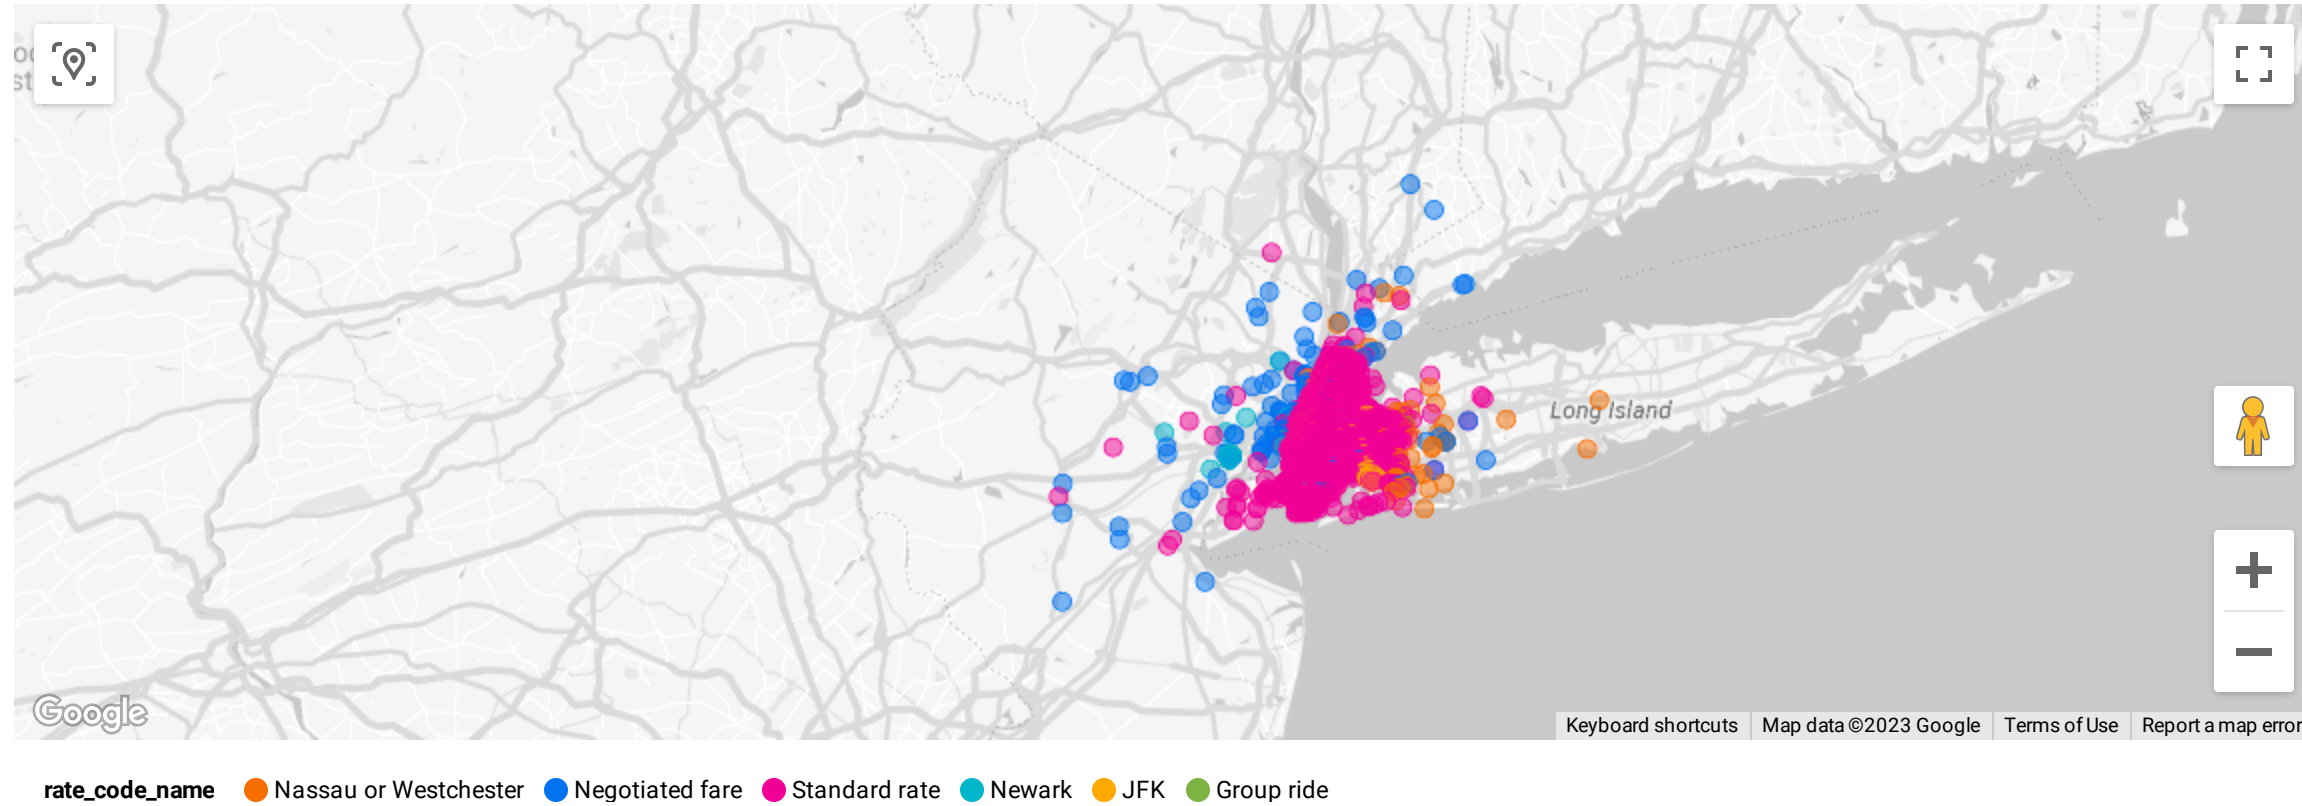 Long Island
Google
Keyboard shortcuts
Map data ©2023 Google
Terms of Use
Report a map error
rate_code_name
Nassau or Westchester
Negotiated fare
Standard rate
Newark
JFK
Group ride